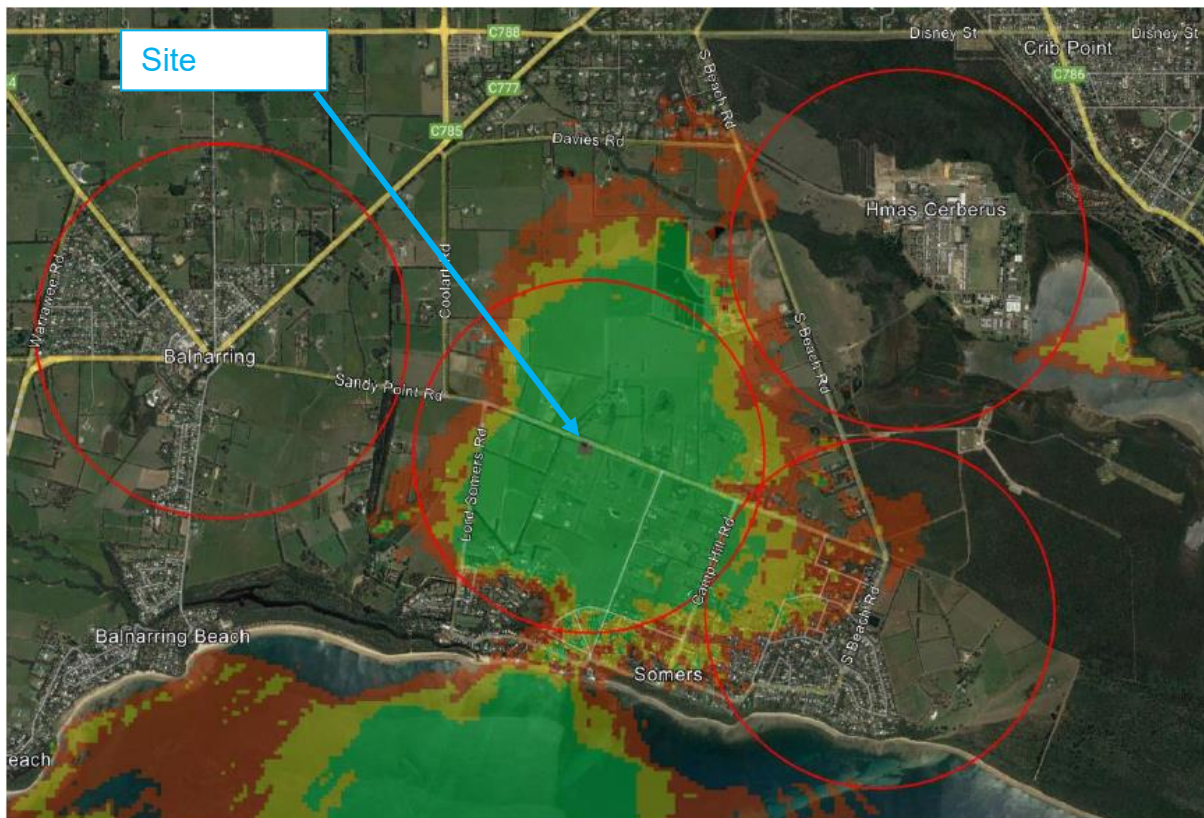 C788
Disney St
Disney St
Site
Crib Point
C786
C777
S Beach Rd
4
C785
Davies Rd
Hmas Cerberus
Warrawee Rd
Coolart Rd
S Beach Rd
Balnarring
Sandy Point Rd
Lord Somers Rd
Camp Hill Rd
S Beach Rd
Balnarring Beach
Somers
each